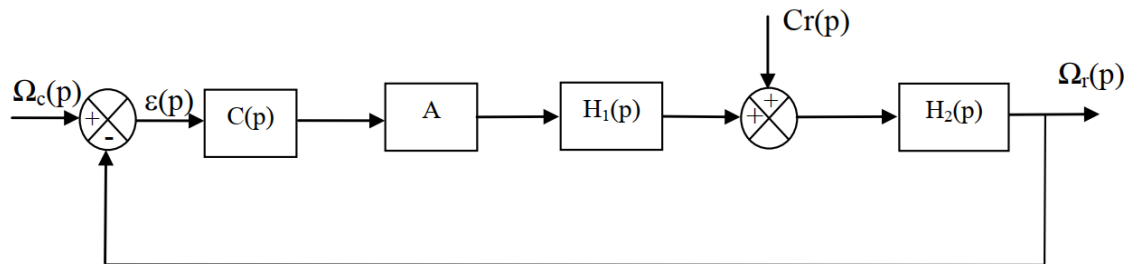 Cr(p)
Ωc(p)
ε(p)
Ωr(p)
+
-
C(p)
A
H₁(p)
+
+
H₂(p)